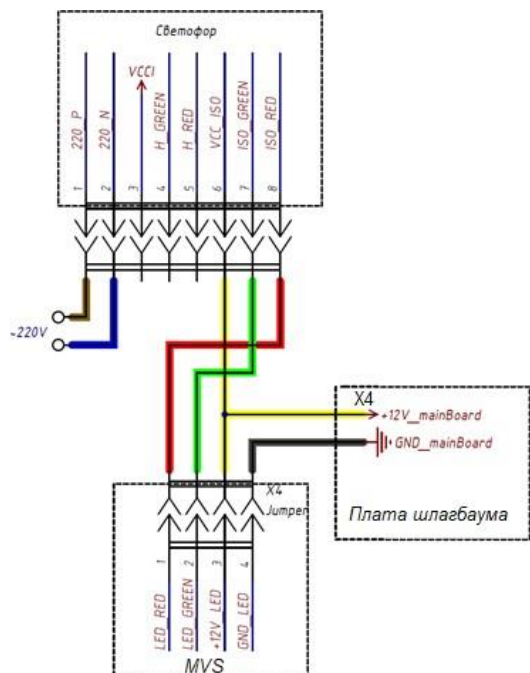 Светофор
220_P
220_N
VCCI
H_GREEN
H_RED
VCC_ISO
ISO_GREEN
ISO_RED
1
2
3
4
5
6
7
8
~220V
X4
+12V_mainBoard
GND_mainBoard
Плата шлагбаума
X4
Jumper
1
2
3
4
LED_RED
LED_GREEN
+12V_LED
GND_LED
MVS